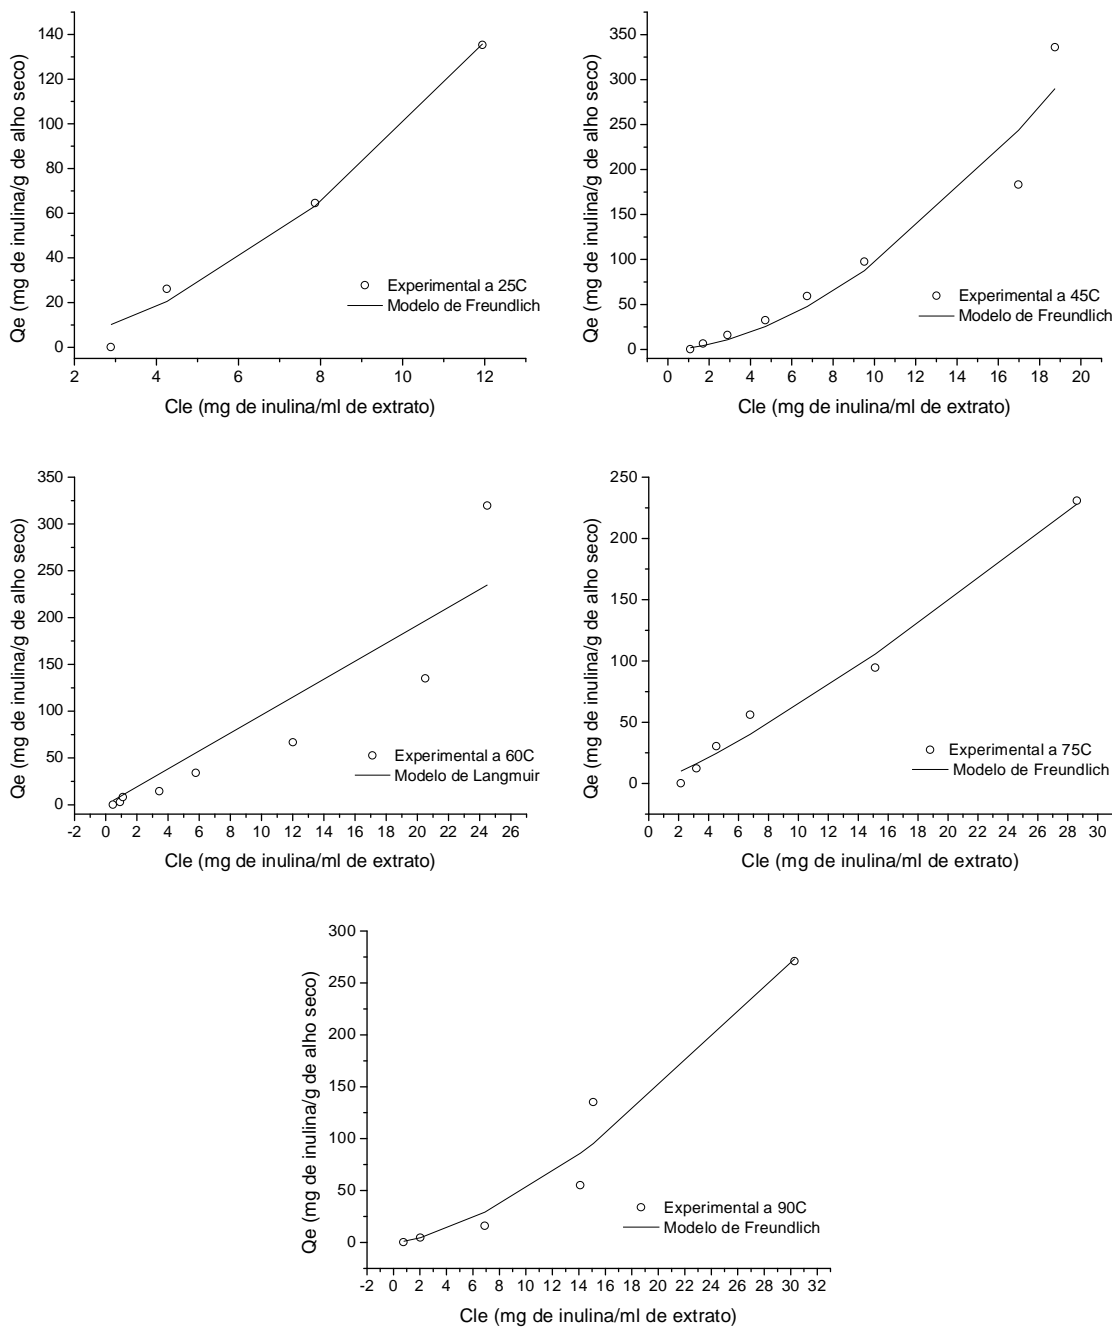 140
120
100
80
60
40
20
0
Qe (mg de inulina/g de alho seco)
Experimental a 25C
Modelo de Freundlich
2 4 6 8 10 12
Cle (mg de inulina/ml de extrato)
350
300
250
200
150
100
50
0
Qe (mg de inulina/g de alho seco)
Experimental a 45C
Modelo de Freundlich
0 2 4 6 8 10 12 14 16 18 20
Cle (mg de inulina/ml de extrato)
350
300
250
200
150
100
50
0
Qe (mg de inulina/g de alho seco)
Experimental a 60C
Modelo de Langmuir
-2 0 2 4 6 8 10 12 14 16 18 20 22 24 26
Cle (mg de inulina/ml de extrato)
250
200
150
100
50
0
Qe (mg de inulina/g de alho seco)
Experimental a 75C
Modelo de Freundlich
0 2 4 6 8 10 12 14 16 18 20 22 24 26 28 30
Cle (mg de inulina/ml de extrato)
300
250
200
150
100
50
0
Qe (mg de inulina/g de alho seco)
Experimental a 90C
Modelo de Freundlich
-2 0 2 4 6 8 10 12 14 16 18 20 22 24 26 28 30 32
Cle (mg de inulina/ml de extrato)